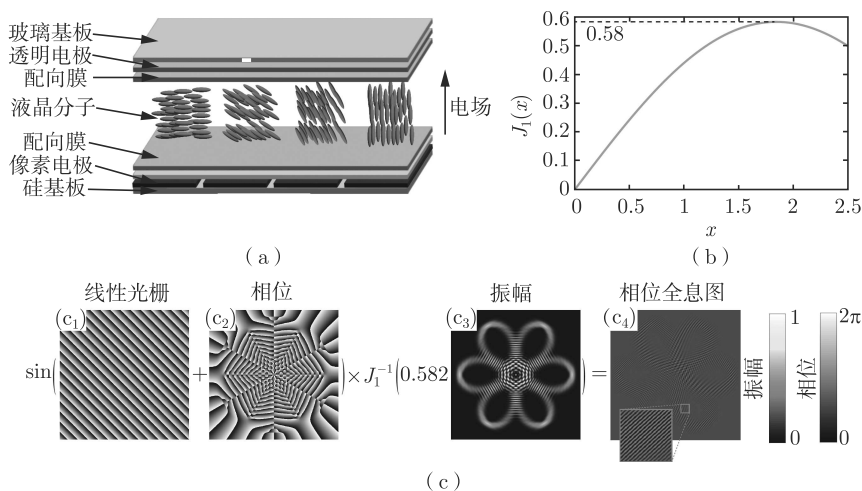 玻璃基板
透明电极
配向膜
液晶分子
配向膜
像素电极
硅基板
电场
(a)
0.6
0.5
0.4
0.3
0.2
0.1
0
0.58
J₁(x)
0
0.5
1
1.5
2
2.5
x
(b)
线性光栅
相位
振幅
相位全息图
(c₁)
(c₂)
(c₃)
(c₄)
sin( + )×J₁⁻¹(0.582 ) =
1
振幅
0
2π
相位
0
(c)